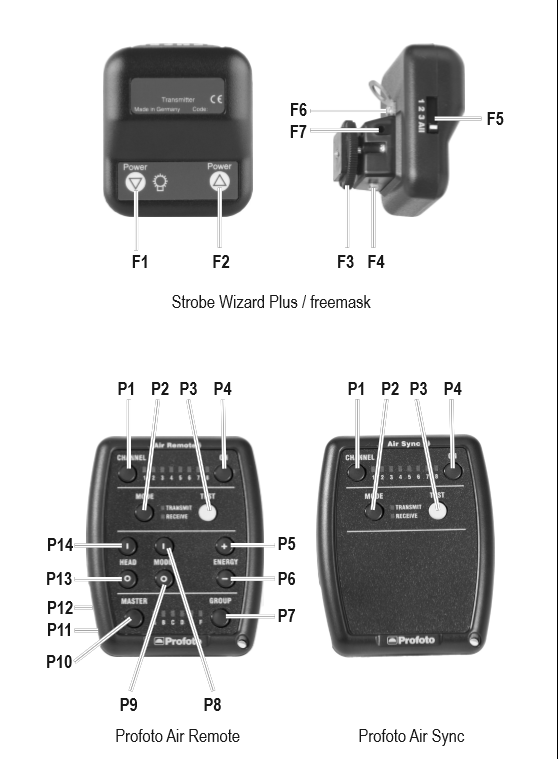 Transmitter CE
Made in Germany Code:
Power Power
F1 F2
F6
F7
1 2 3 All
F5
F3 F4
Strobe Wizard Plus / freemask
P1 P2 P3 P4
Air Remote
CHANNEL ON
1 2 3 4 5 6 7 8
MODE TEST
TRANSMIT
RECEIVE
P14
P13
P12
P11
P10
HEAD MODEL ENERGY
MASTER GROUP
A B C D E F
Profoto
P5
P6
P7
P9 P8
Profoto Air Remote
P1 P2 P3 P4
Air Sync
CHANNEL ON
1 2 3 4 5 6 7 8
MODE TEST
TRANSMIT
RECEIVE
Profoto
Profoto Air Sync